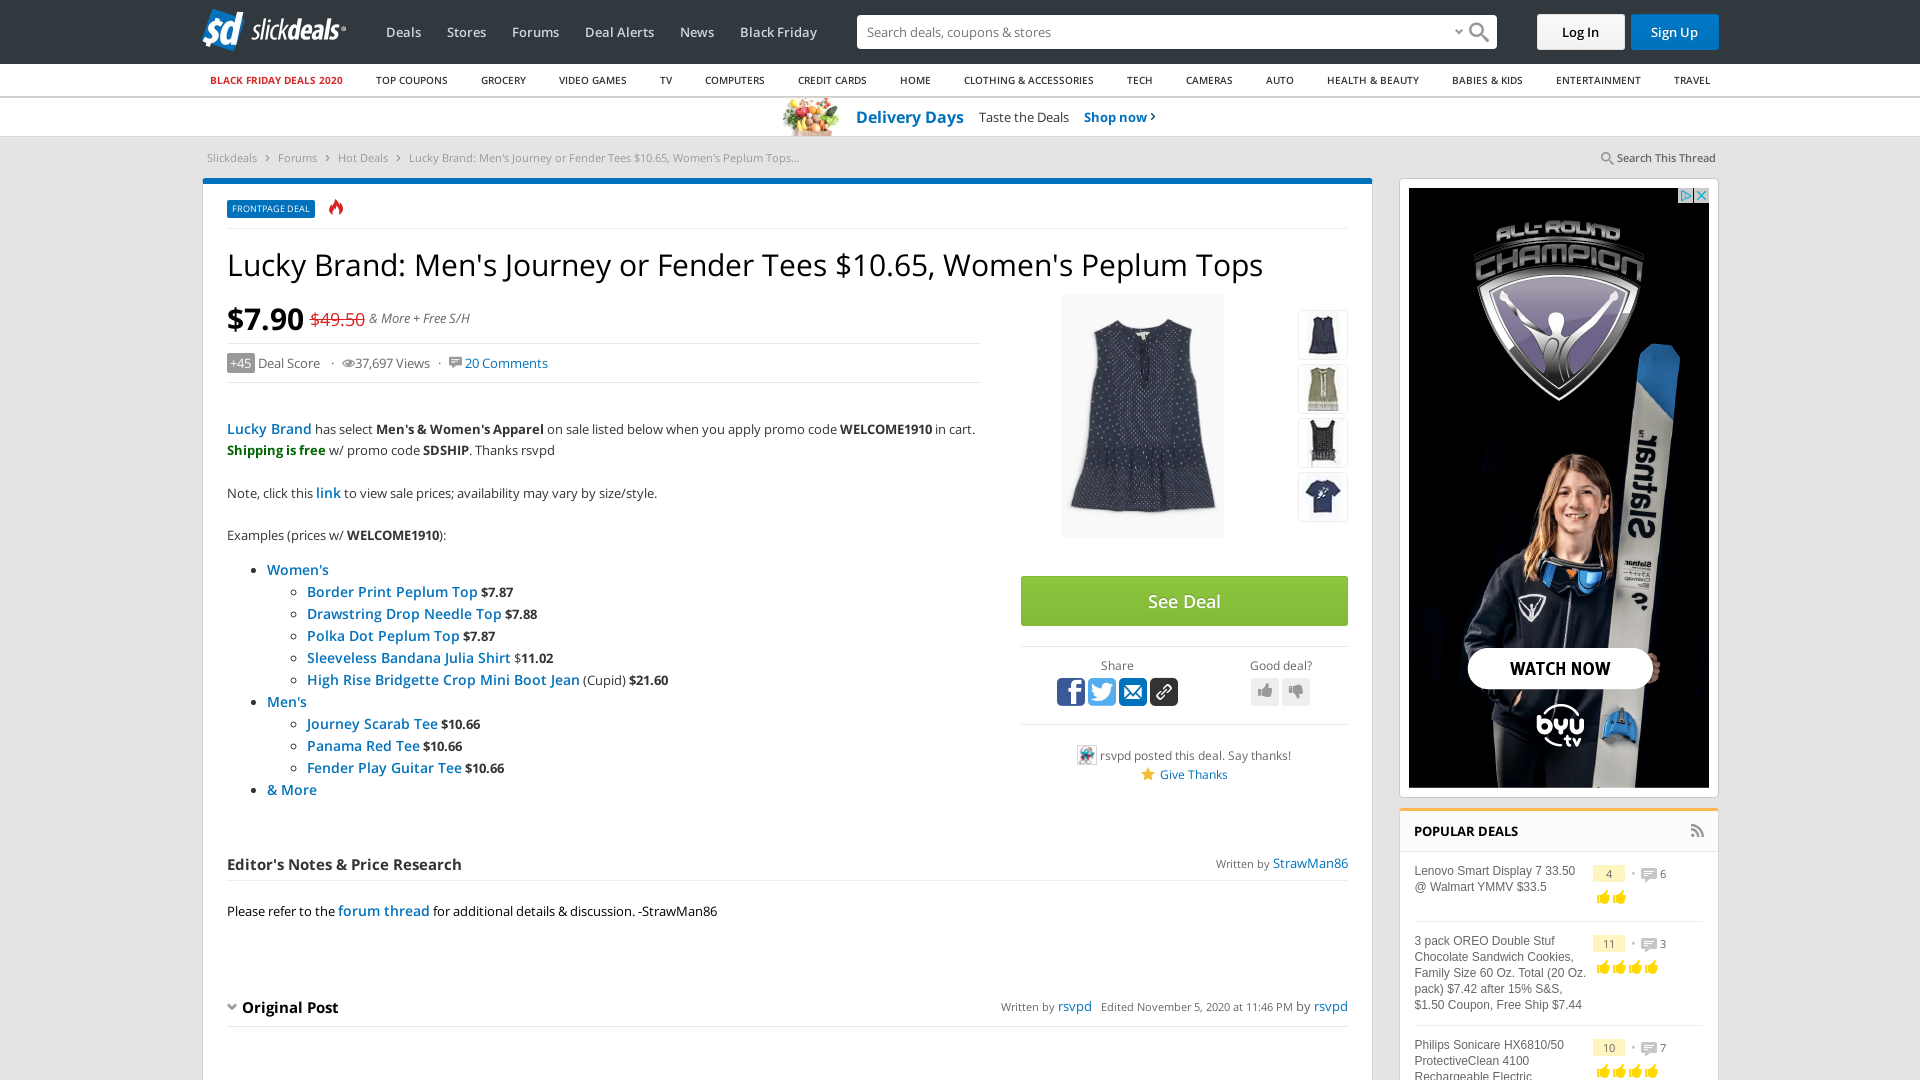 slickdeals
Deals Stores Forums Deal Alerts News Black Friday
Search deals, coupons & shopping
Log In
Sign Up
BLACK FRIDAY DEALS 2020 TOP COUPONS GROCERY VIDEO GAMES TV COMPUTERS CREDIT CARDS HOME CLOTHING & ACCESSORIES TECH CAMERAS AUTO HEALTH & BEAUTY BABIES & KIDS ENTERTAINMENT TRAVEL
Delivery Days Taste the Deals Shop now ›
Slickdeals › Forums › Hot Deals › Lucky Brand: Men's Journey or Fender Tees $10.65, Women's Peplum Tops...
Search This Thread
FRONTPAGE DEAL
Lucky Brand: Men's Journey or Fender Tees $10.65, Women's Peplum Tops
$7.90 $49.50 & More + Free S/H
+45 Deal Score · 37,697 Views · 20 Comments
Lucky Brand has select Men's & Women's Apparel on sale listed below when you apply promo code WELCOME1910 in cart.
Shipping is free w/ promo code SDSHIP. Thanks rsvpd
Note, click this link to view sale prices; availability may vary by size/style.
Examples (prices w/ WELCOME1910):
• Women's
◦ Border Print Peplum Top $7.87
◦ Drawstring Drop Needle Top $7.88
◦ Polka Dot Peplum Top $7.87
◦ Sleeveless Bandana Julia Shirt $11.02
◦ High Rise Bridgette Crop Mini Boot Jean (Cupid) $21.60
• Men's
◦ Journey Scarab Tee $10.66
◦ Panama Red Tee $10.66
◦ Fender Play Guitar Tee $10.66
• & More
See Deal
Share
Good deal?
rsvpd posted this deal. Say thanks!
Give Thanks
Editor's Notes & Price Research
Written by StrawMan86
Please refer to the forum thread for additional details & discussion. -StrawMan86
Original Post
Written by rsvpd Edited November 5, 2020 at 11:46 PM by rsvpd
ALL-ROUND
CHAMPION
WATCH NOW
byu
tv
POPULAR DEALS
Lenovo Smart Display 7 33.50
@ Walmart YMMV $33.5
4 • 6
3 pack OREO Double Stuf
Chocolate Sandwich Cookies,
Family Size 60 Oz. Total (20 Oz.
pack) $7.42 after 15% S&S,
$1.50 Coupon, Free Ship $7.44
11 • 3
Philips Sonicare HX6810/50
ProtectiveClean 4100
Rechargeable Electric
10 • 7